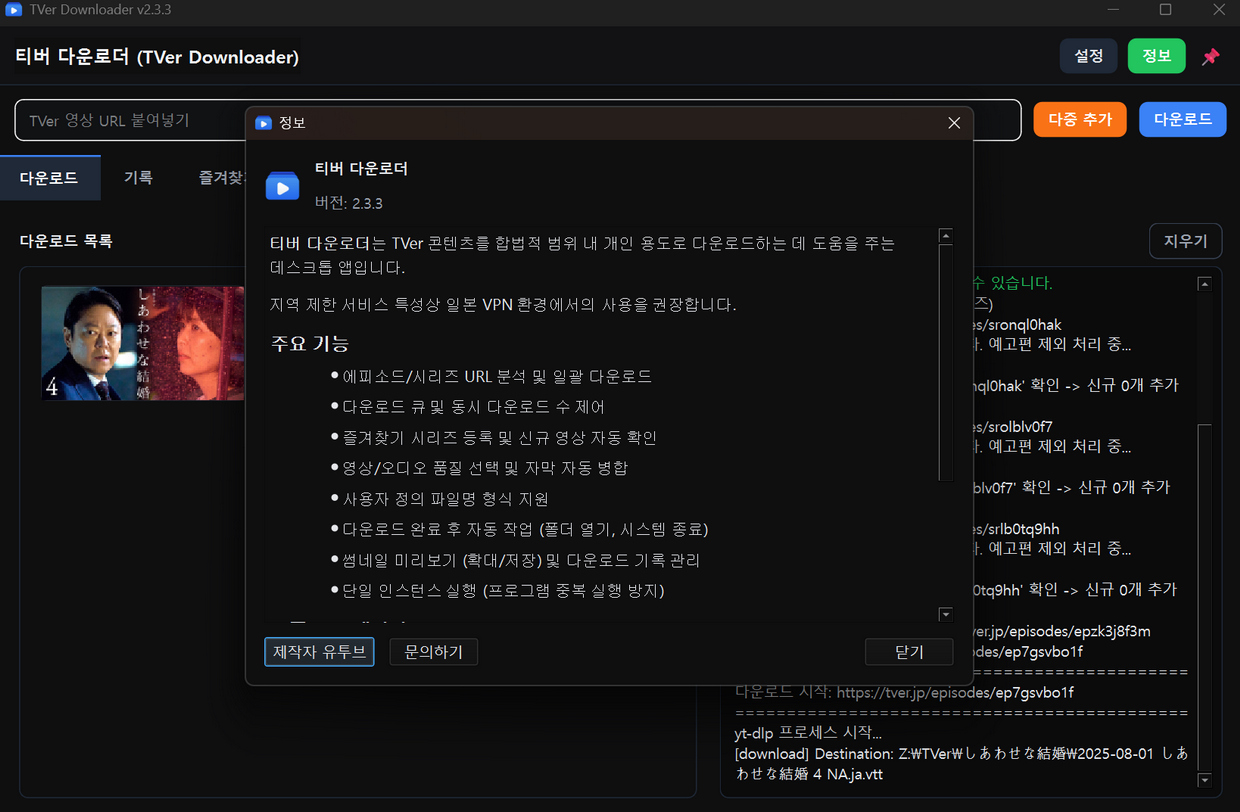 TVer Downloader v2.3.3
티버 다운로더 (TVer Downloader)
설정
정보
TVer 영상 URL 붙여넣기
다중 추가
다운로드
다운로드
기록
즐겨찾
다운로드 목록
지우기
しあわせな結婚
4
정보
티버 다운로더
버전: 2.3.3
티버 다운로더는 TVer 콘텐츠를 합법적 범위 내 개인 용도로 다운로드하는 데 도움을 주는
데스크톱 앱입니다.
지역 제한 서비스 특성상 일본 VPN 환경에서의 사용을 권장합니다.
주요 기능
● 에피소드/시리즈 URL 분석 및 일괄 다운로드
● 다운로드 큐 및 동시 다운로드 수 제어
● 즐겨찾기 시리즈 등록 및 신규 영상 자동 확인
● 영상/오디오 품질 선택 및 자막 자동 병합
● 사용자 정의 파일명 형식 지원
● 다운로드 완료 후 자동 작업 (폴더 열기, 시스템 종료)
● 썸네일 미리보기 (확대/저장) 및 다운로드 기록 관리
● 단일 인스턴스 실행 (프로그램 중복 실행 방지)
제작자 유투브
문의하기
닫기
수 있습니다.
즈)
es/sronql0hak
. 예고편 제외 처리 중...
nql0hak' 확인 -> 신규 0개 추가
es/srolblv0f7
. 예고편 제외 처리 중...
blv0f7' 확인 -> 신규 0개 추가
es/srlb0tq9hh
. 예고편 제외 처리 중...
0tq9hh' 확인 -> 신규 0개 추가
ver.jp/episodes/epzk3j8f3m
odes/ep7gsvbo1f
==========================================
다운로드 시작: https://tver.jp/episodes/ep7gsvbo1f
==========================================
yt-dlp 프로세스 시작...
[download] Destination: Z:₩TVer₩しあわせな結婚₩2025-08-01 しあ
わせな結婚 4 NA.ja.vtt